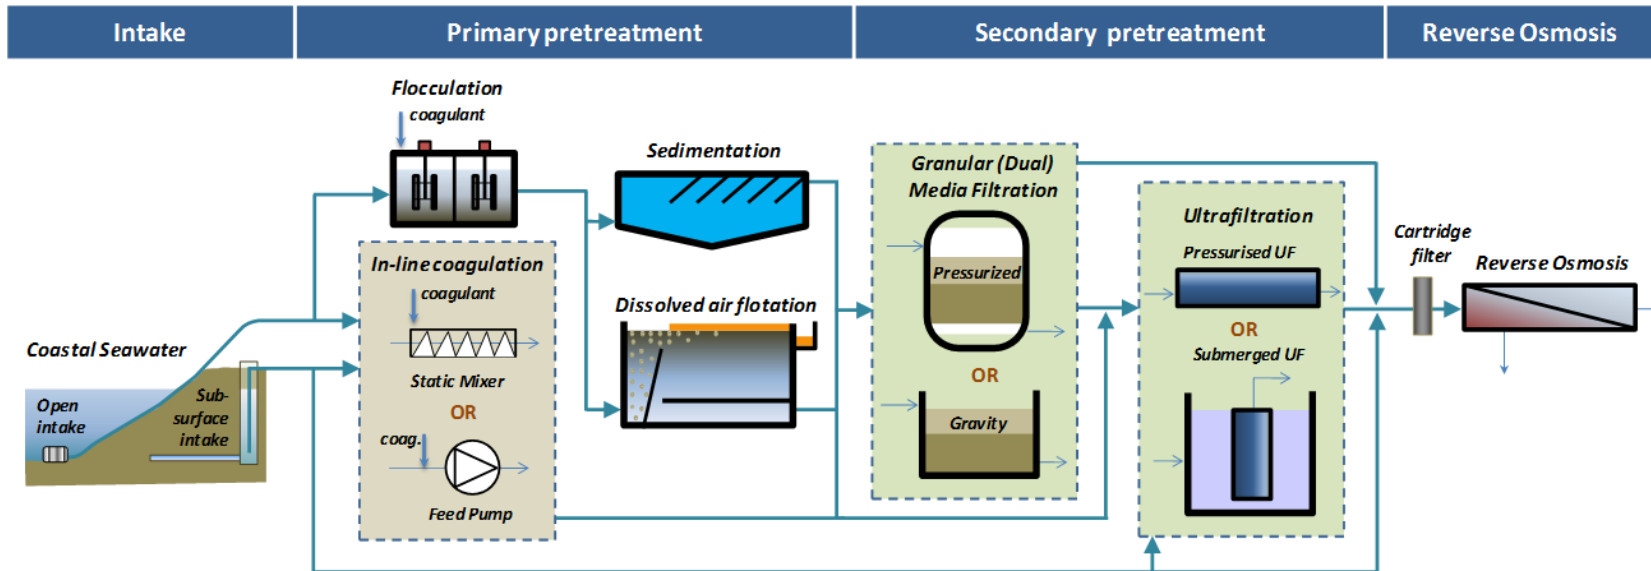 Intake
Primary pretreatment
Secondary pretreatment
Reverse Osmosis
Flocculation
coagulant
Sedimentation
In-line coagulation
coagulant
Static Mixer
OR
coag.
Feed Pump
Dissolved air flotation
Coastal Seawater
Open
intake
Sub-
surface
intake
Granular (Dual)
Media Filtration
Pressurized
OR
Gravity
Ultrafiltration
Pressurised UF
OR
Submerged UF
Cartridge
filter
Reverse Osmosis